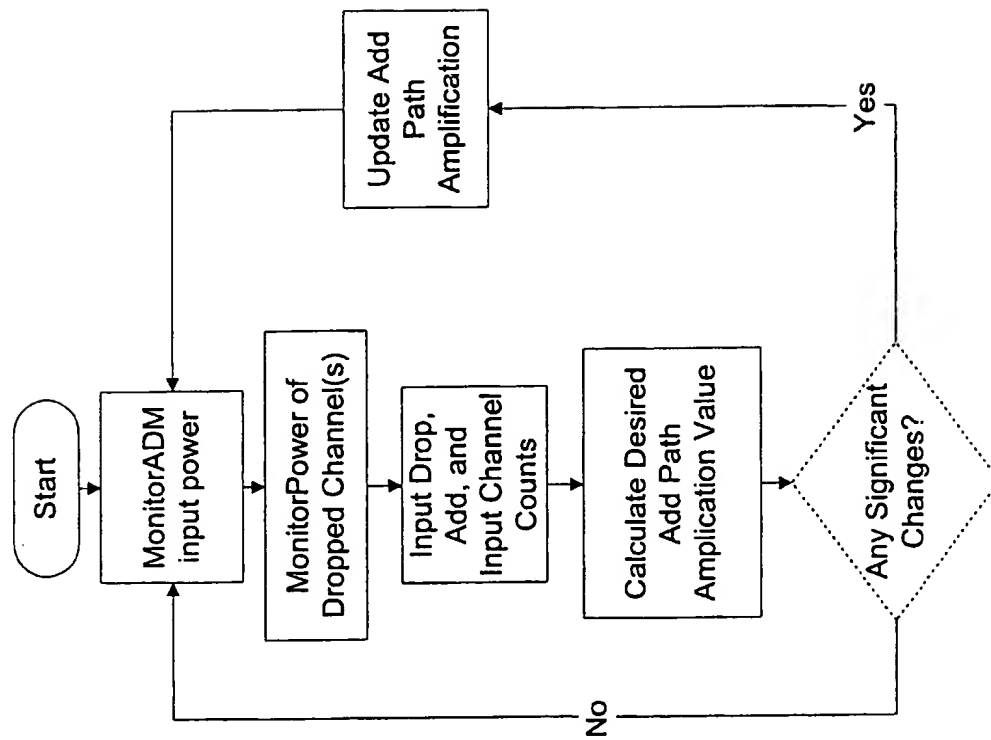 Start
MonitorADM
input power
MonitorPower of
Dropped Channel(s)
Input Drop,
Add, and
Input Channel
Counts
Calculate Desired
Add Path
Amplication Value
Any Significant
Changes?
No
Yes
Update Add
Path
Amplification